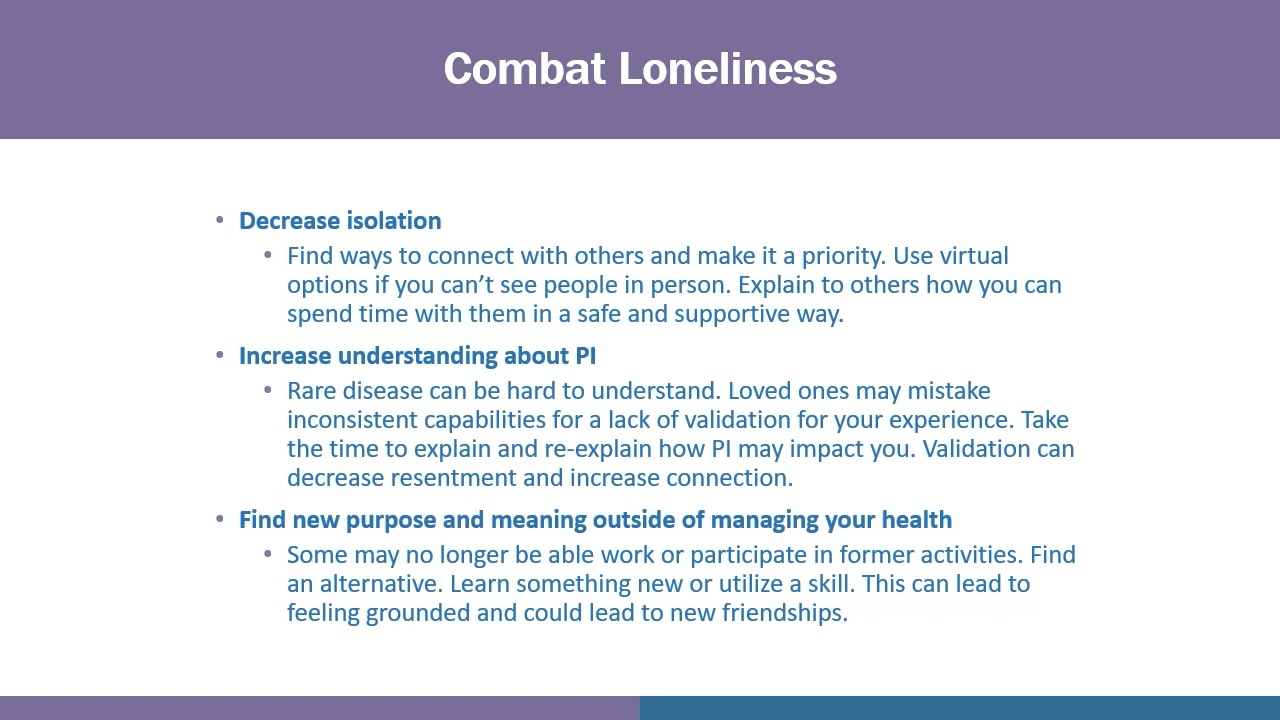 Combat Loneliness
• Decrease isolation
• Find ways to connect with others and make it a priority. Use virtual
options if you can’t see people in person. Explain to others how you can
spend time with them in a safe and supportive way.
• Increase understanding about PI
• Rare disease can be hard to understand. Loved ones may mistake
inconsistent capabilities for a lack of validation for your experience. Take
the time to explain and re-explain how PI may impact you. Validation can
decrease resentment and increase connection.
• Find new purpose and meaning outside of managing your health
• Some may no longer be able work or participate in former activities. Find
an alternative. Learn something new or utilize a skill. This can lead to
feeling grounded and could lead to new friendships.